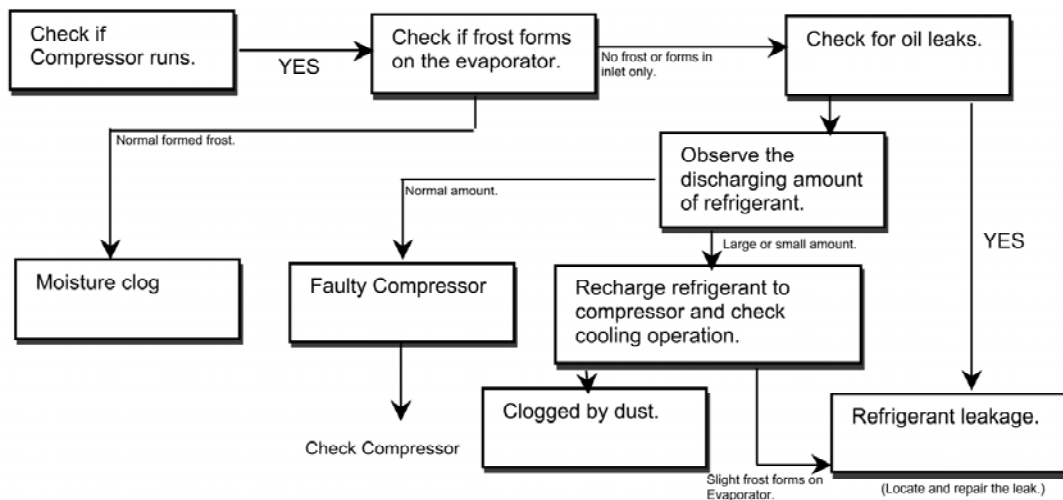 Check if
Compressor runs.
YES
Check if frost forms
on the evaporator.
No frost or forms in
inlet only.
Check for oil leaks.
Normal formed frost.
Observe the
discharging amount
of refrigerant.
Normal amount.
Large or small amount.
YES
Moisture clog
Faulty Compressor
Recharge refrigerant to
compressor and check
cooling operation.
Clogged by dust.
Refrigerant leakage.
Check Compressor
Slight frost forms on
Evaporator.
(Locate and repair the leak.)